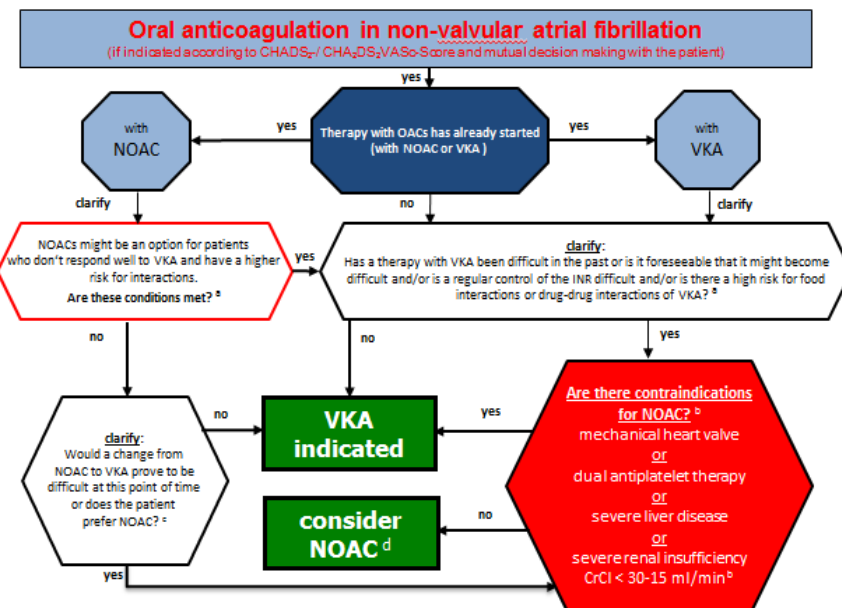 Oral anticoagulation in non-valvular atrial fibrillation
(if indicated according to CHADS₂-/ CHA₂DS₂VASc-Score and mutual decision making with the patient)
yes
with
NOAC
yes
Therapy with OACs has already started
(with NOAC or VKA )
yes
with
VKA
clarify
no
clarify
NOACs might be an option for patients
who don't respond well to VKA and have a higher
risk for interactions.
Are these conditions met? a
yes
clarify:
Has a therapy with VKA been difficult in the past or is it foreseeable that it might become
difficult and/or is a regular control of the INR difficult and/or is there a high risk for food
interactions or drug-drug interactions of VKA? a
no
no
yes
clarify:
Would a change from
NOAC to VKA prove to be
difficult at this point of time
or does the patient
prefer NOAC? c
no
VKA
indicated
yes
consider
NOAC d
no
Are there contraindications
for NOAC? b
mechanical heart valve
or
dual antiplatelet therapy
or
severe liver disease
or
severe renal insufficiency
CrCl < 30-15 ml/min b
yes